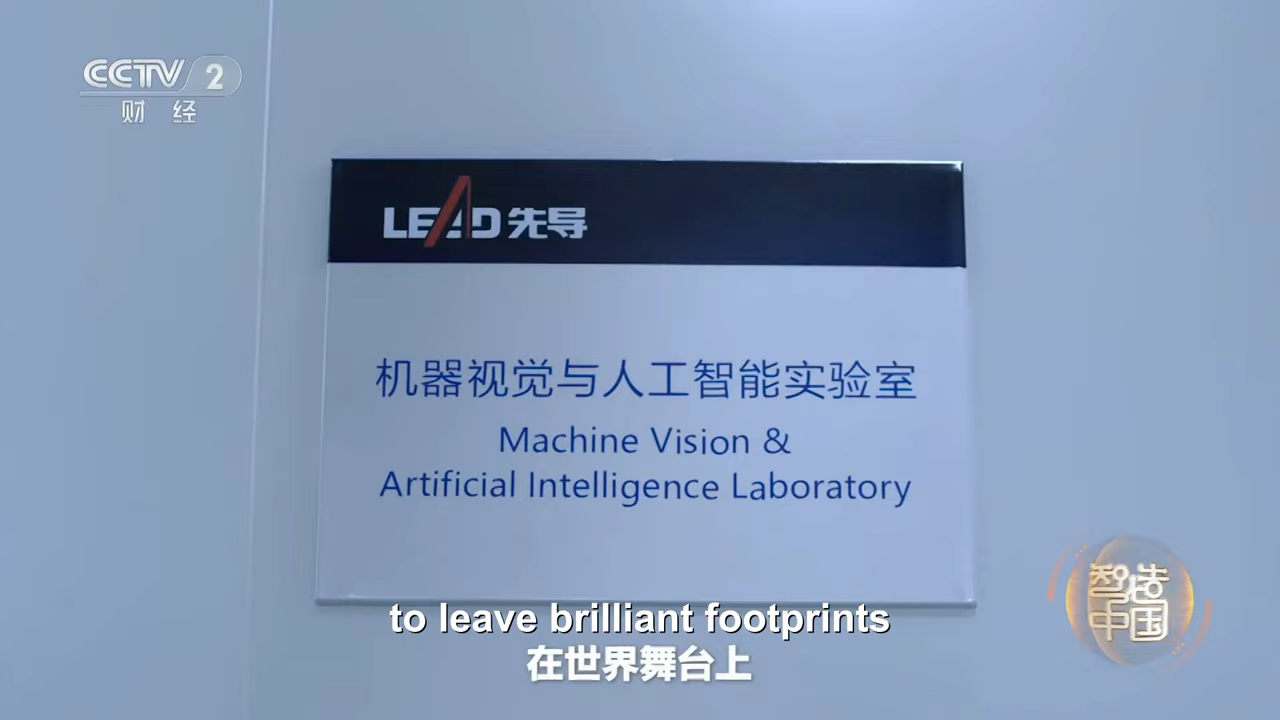 CCTV 2
财经
LEAD 先导
机器视觉与人工智能实验室
Machine Vision &
Artificial Intelligence Laboratory
to leave brilliant footprints
在世界舞台上
智造
中国